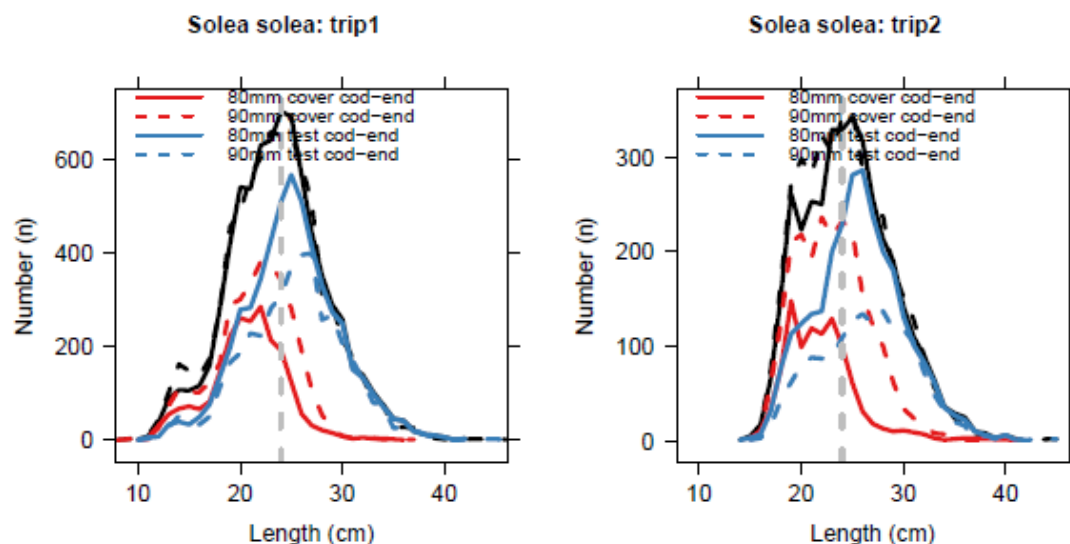 Solea solea: trip1
80mm cover cod-end
90mm cover cod-end
80mm test cod-end
90mm test cod-end
600
400
200
0
10 20 30 40
Number (n)
Length (cm)
Solea solea: trip2
80mm cover cod-end
90mm cover cod-end
80mm test cod-end
90mm test cod-end
300
200
100
0
10 20 30 40
Number (n)
Length (cm)